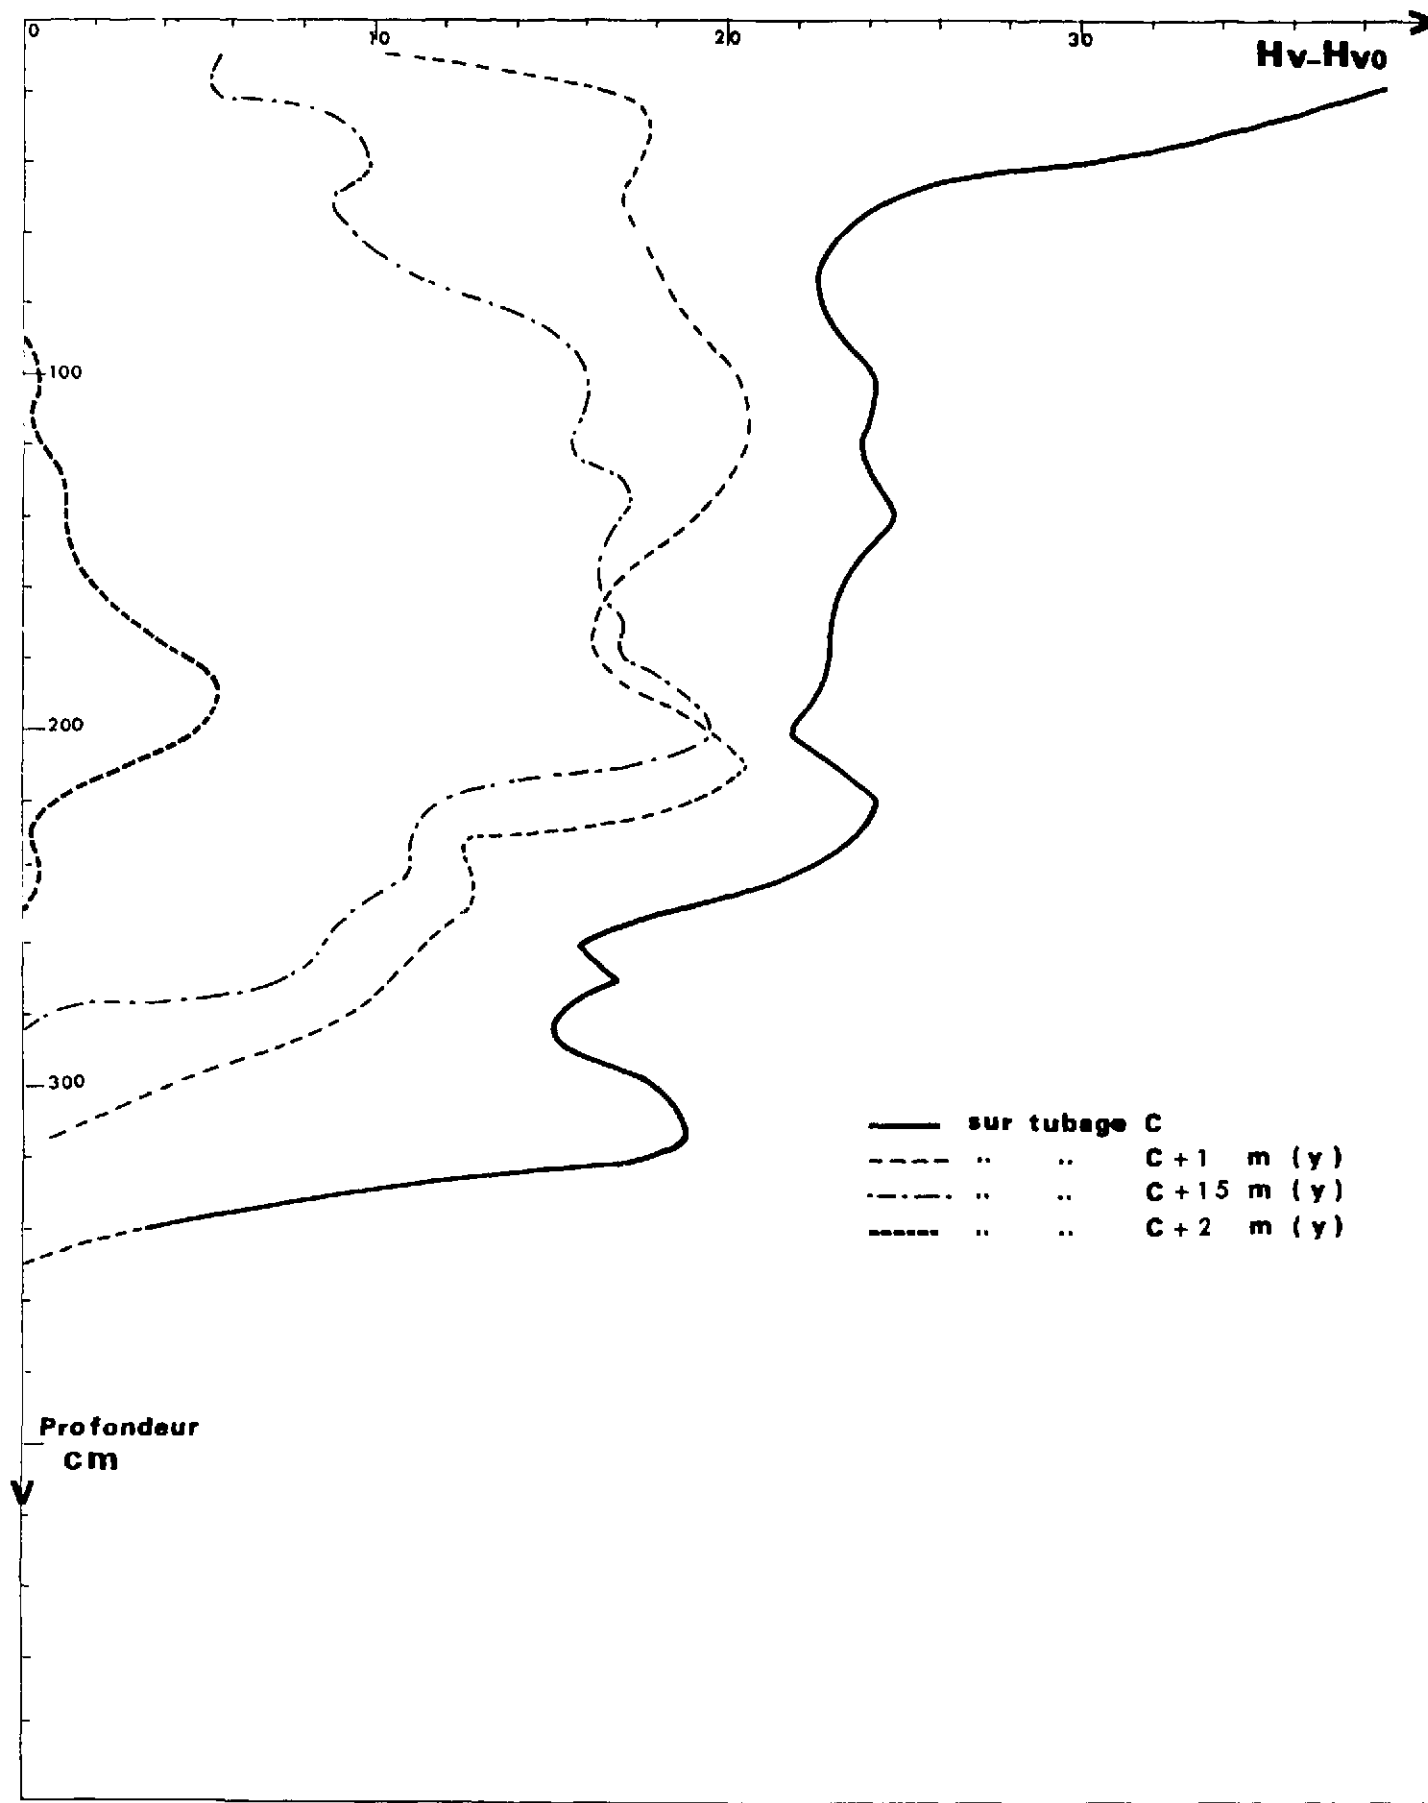 0 10 20 30
Hv-Hv0
100
200
300
sur tubage C
" " C+1 m (y)
" " C+15 m (y)
" " C+2 m (y)
Profondeur
cm